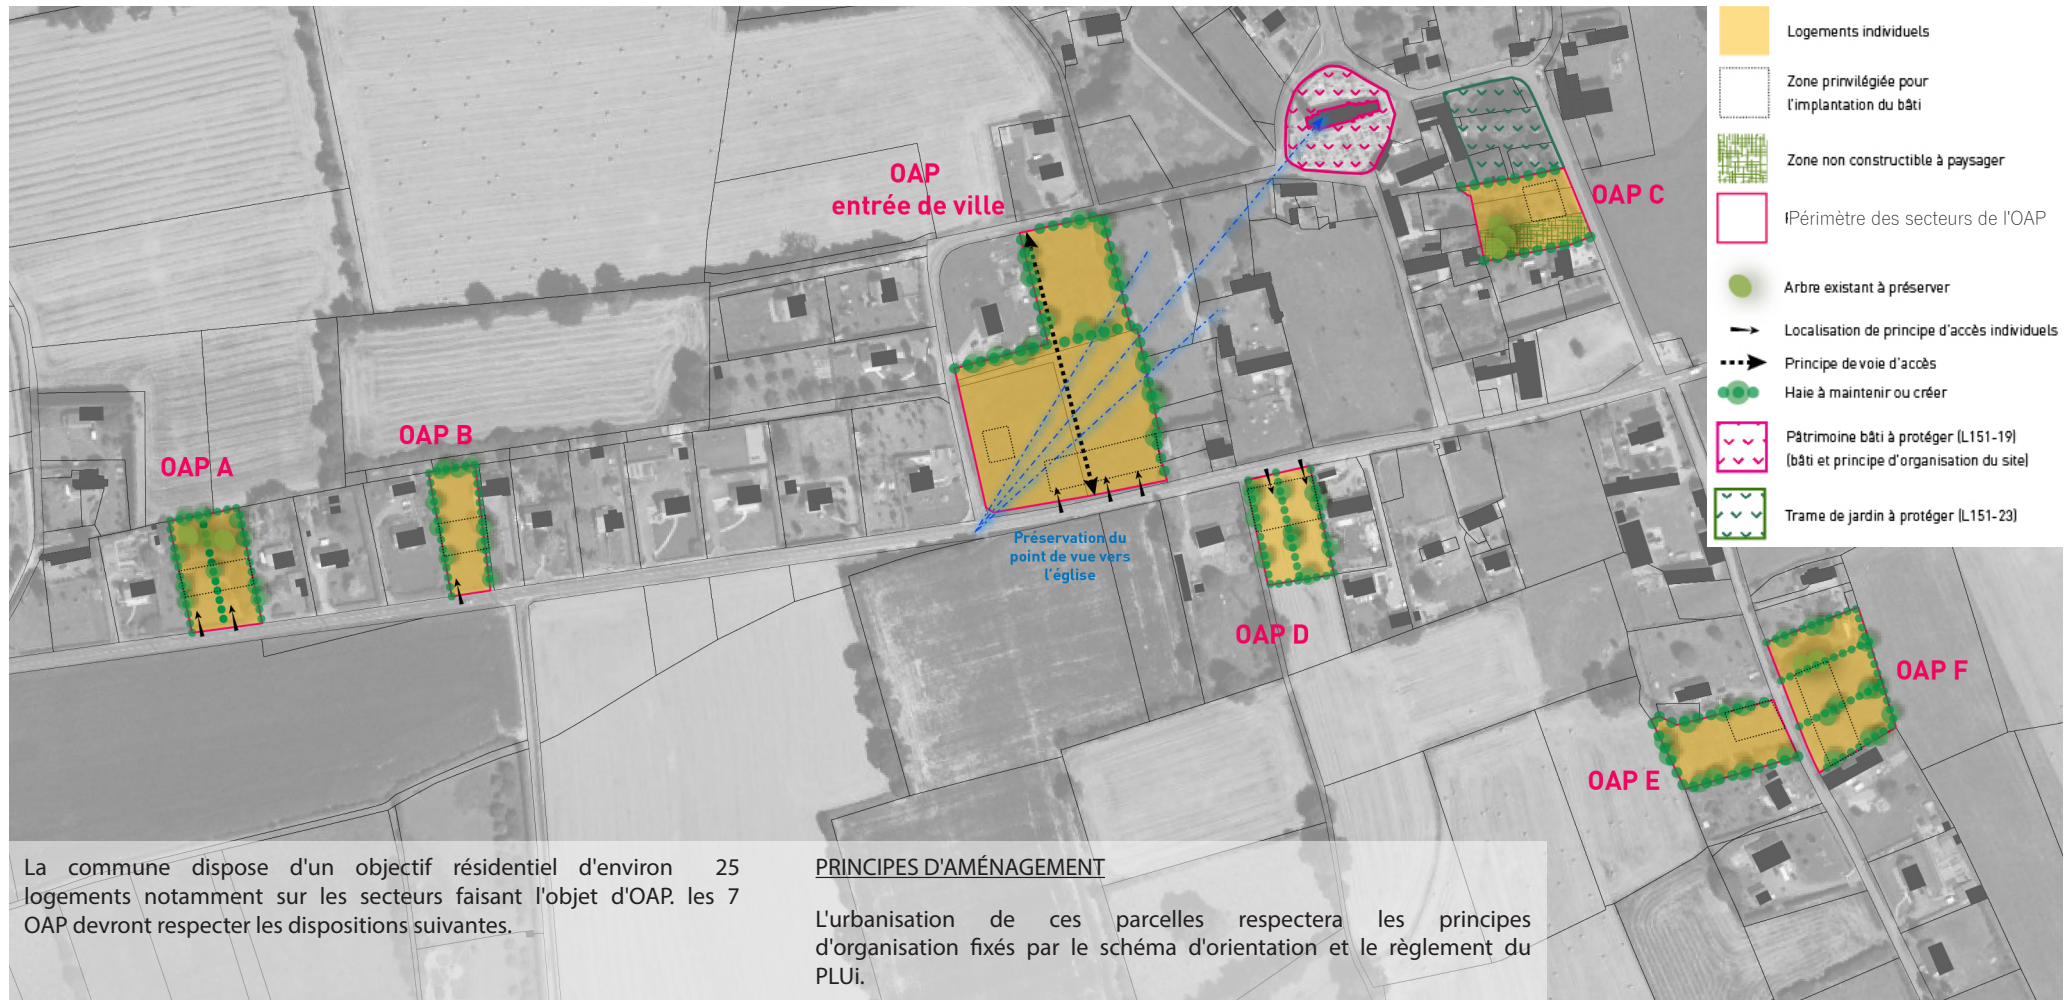 OAP
entrée de ville
OAP C
OAP B
OAP A
Préservation du
point de vue vers
l'église
OAP D
OAP F
OAP E
Logements individuels
Zone prinvilégiée pour
l'implantation du bâti
Zone non constructible à paysager
Périmètre des secteurs de l'OAP
Arbre existant à préserver
Localisation de principe d'accès individuels
Principe de voie d'accès
Haie à maintenir ou créer
Pâtrimoine bâti à protéger (L151-19)
(bâti et principe d'organisation du site)
Trame de jardin à protéger (L151-23)
La commune dispose d'un objectif résidentiel d'environ 25
logements notamment sur les secteurs faisant l'objet d'OAP. les 7
OAP devront respecter les dispositions suivantes.
PRINCIPES D'AMÉNAGEMENT
L'urbanisation de ces parcelles respectera les principes
d'organisation fixés par le schéma d'orientation et le règlement du
PLUi.